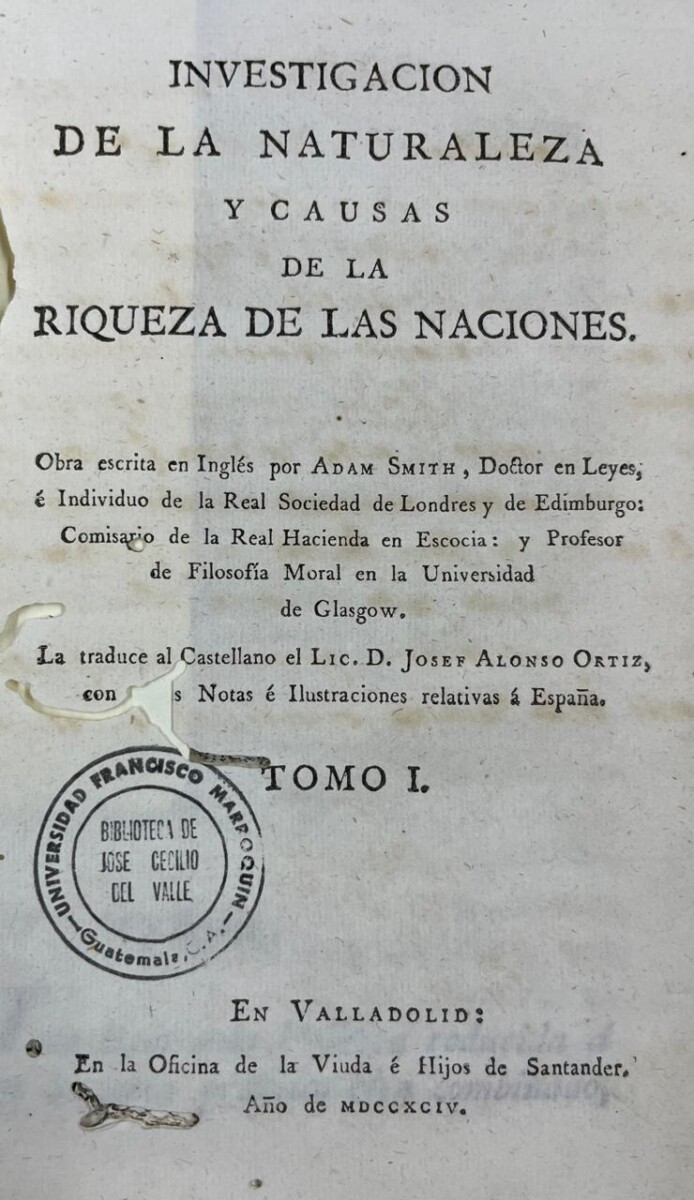 INVESTIGACION
DE LA NATURALEZA
Y CAUSAS
DE LA
RIQUEZA DE LAS NACIONES.
Obra escrita en Inglés por ADAM SMITH, Doctor en Leyes,
é Individuo de la Real Sociedad de Londres y de Edimburgo:
Comisario de la Real Hacienda en Escocia: y Profesor
de Filosofía Moral en la Universidad
de Glasgow.
La traduce al Castellano el LIC. D. JOSEF ALONSO ORTIZ,
con Notas é Ilustraciones relativas á España.
TOMO I.
UNIVERSIDAD FRANCISCO MARROQUIN
BIBLIOTECA DE
JOSE CECILIO
DEL VALLE
Guatemala, C.A.
EN VALLADOLID:
En la Oficina de la Viuda é Hijos de Santander.
Año de MDCCXCIV.